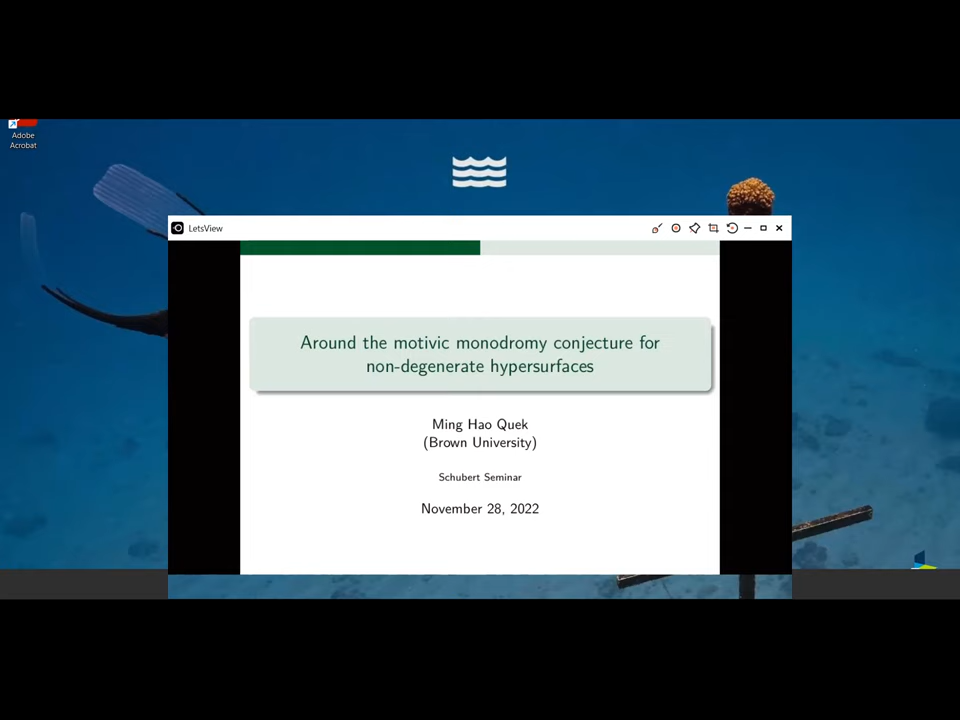 Adobe
Acrobat
LetsView
Around the motivic monodromy conjecture for
non-degenerate hypersurfaces
Ming Hao Quek
(Brown University)
Schubert Seminar
November 28, 2022